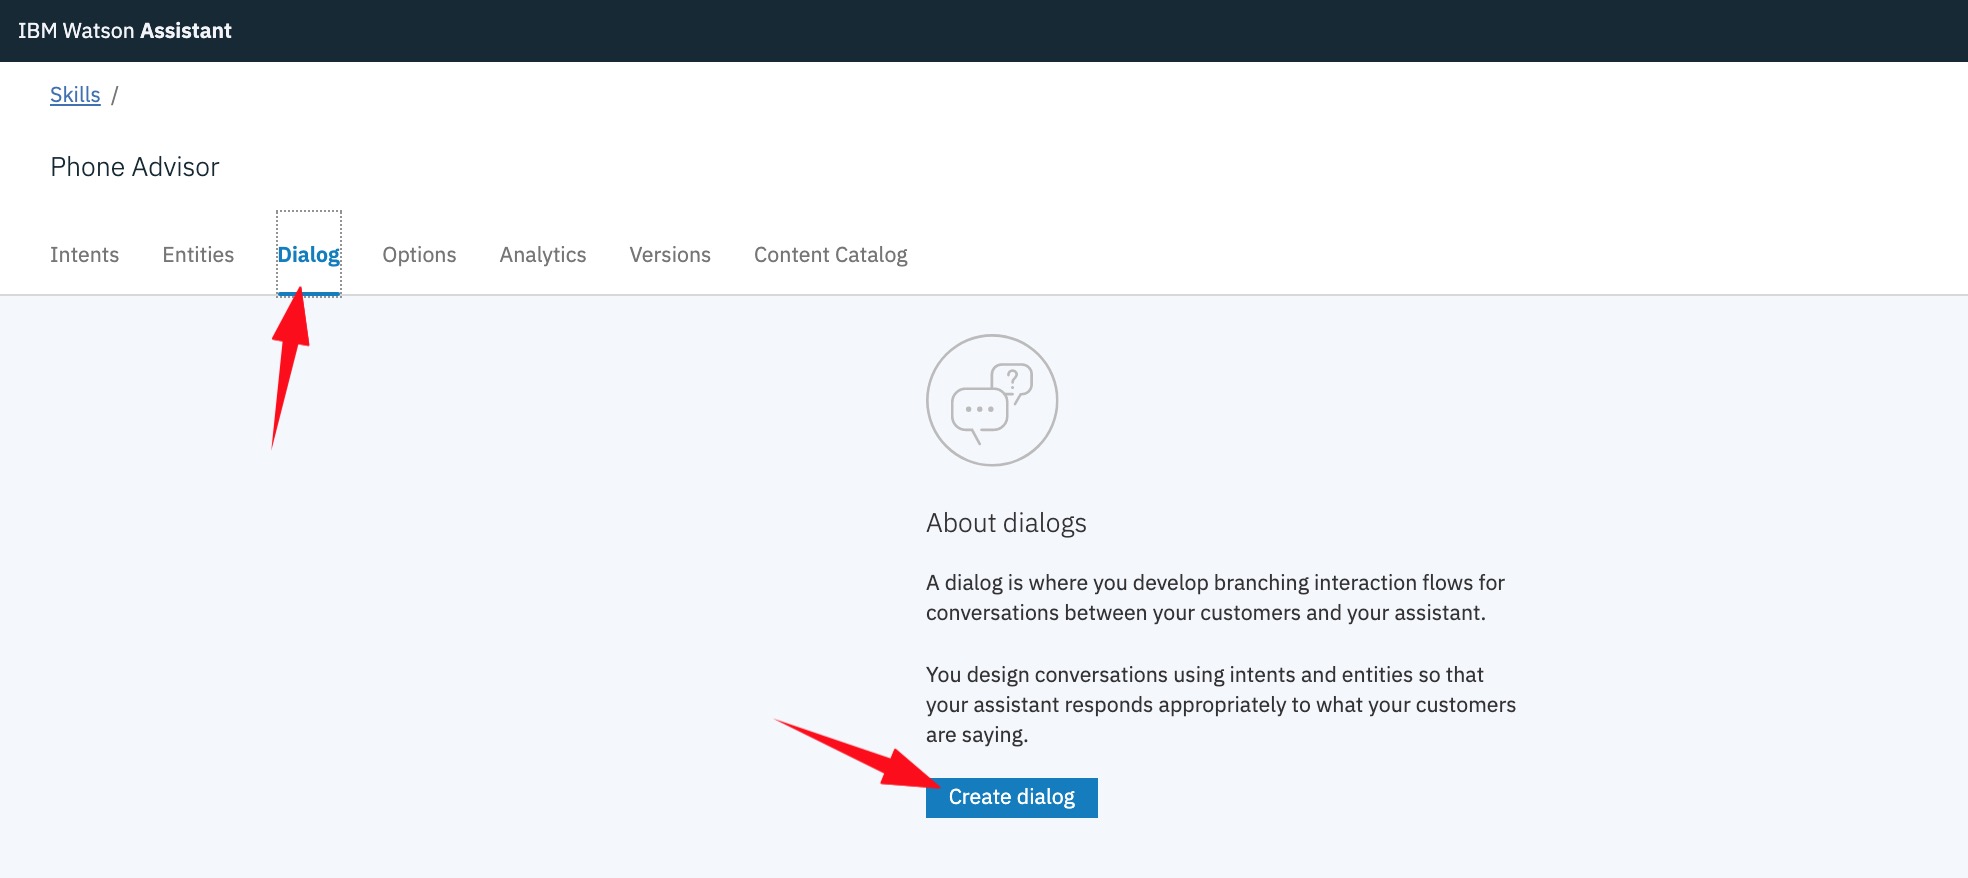 IBM Watson Assistant
Skills /
Phone Advisor
Intents Entities Dialog Options Analytics Versions Content Catalog
?
About dialogs
A dialog is where you develop branching interaction flows for
conversations between your customers and your assistant.
You design conversations using intents and entities so that
your assistant responds appropriately to what your customers
are saying.
Create dialog